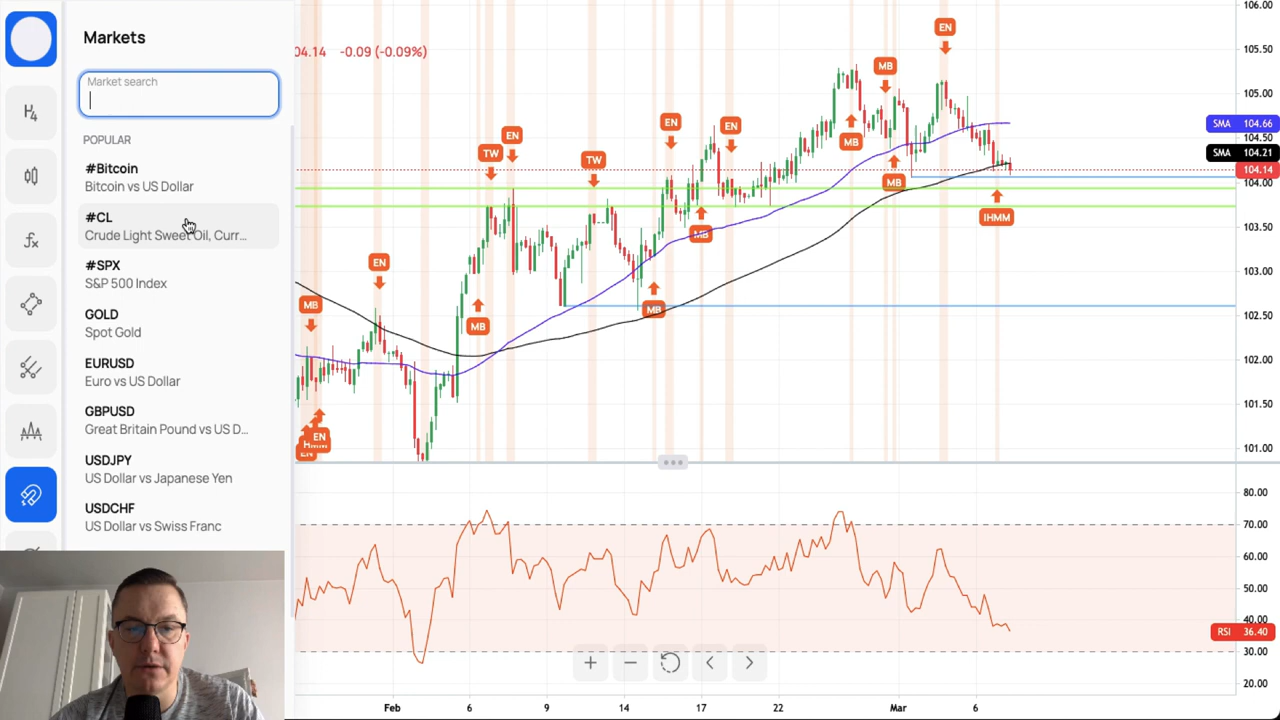 Markets
Market search
POPULAR
#Bitcoin
Bitcoin vs US Dollar
#CL
Crude Light Sweet Oil, Curr...
#SPX
S&P 500 Index
GOLD
Spot Gold
EURUSD
Euro vs US Dollar
GBPUSD
Great Britain Pound vs US D...
USDJPY
US Dollar vs Japanese Yen
USDCHF
US Dollar vs Swiss Franc
H4
fx
04.14 -0.09 (-0.09%)
EN
MB
EN
MB
EN
TW
TW
EN
EN
MB
MB
MB
MB
MB
MB
EN
IHMM
EN
106.00
105.50
105.00
SMA 104.66
104.50
SMA 104.21
104.14
104.00
103.50
103.00
102.50
102.00
101.50
101.00
80.00
70.00
60.00
50.00
40.00
RSI 36.40
30.00
20.00
Feb 6 9 14 17 22 Mar 6